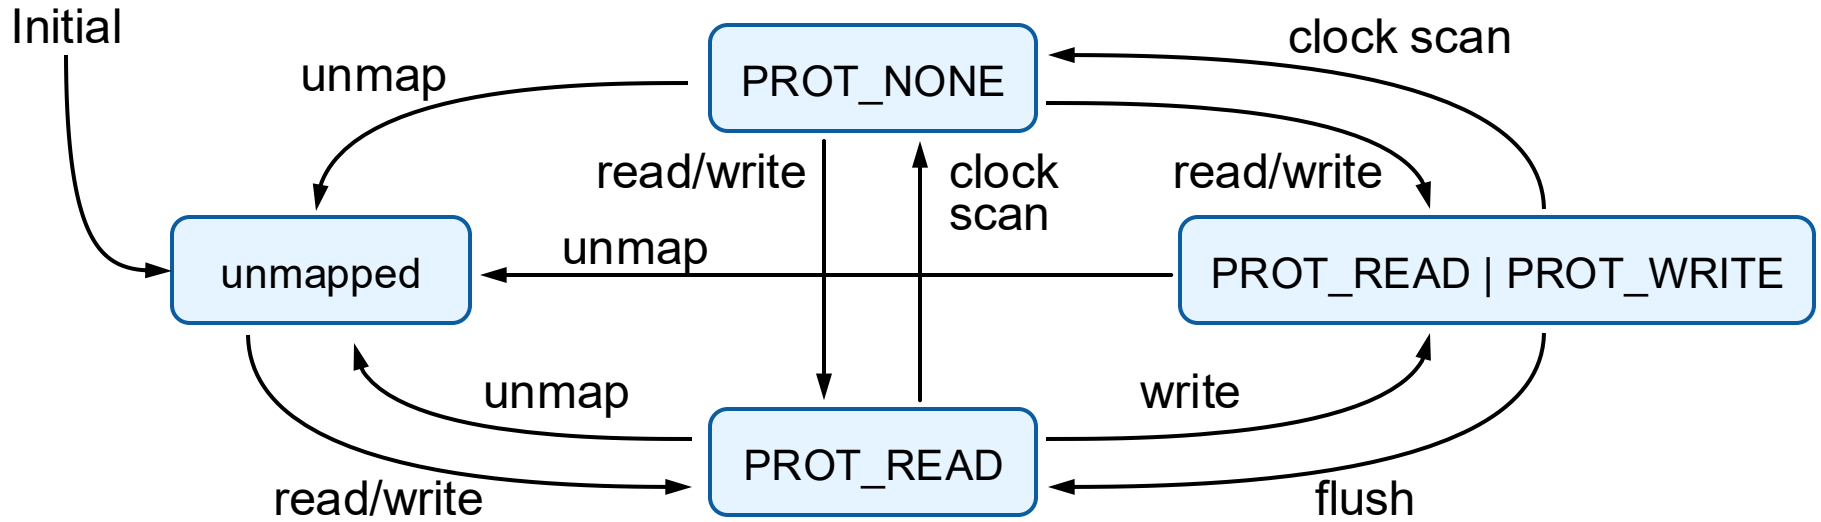 Initial
clock scan
unmap
PROT_NONE
read/write
clock
scan
read/write
unmap
unmapped
PROT_READ | PROT_WRITE
unmap
write
PROT_READ
read/write
flush